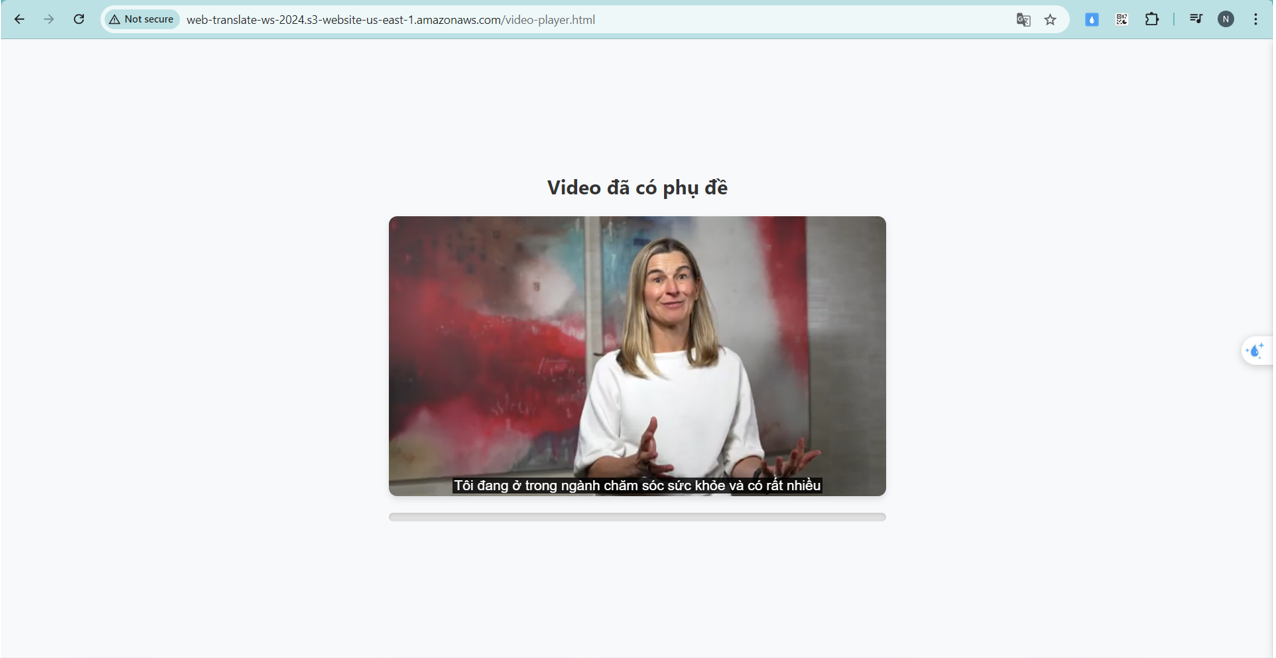 Not secure
web-translate-ws-2024.s3-website-us-east-1.amazonaws.com/video-player.html
N
Video đã có phụ đề
Tôi đang ở trong ngành chăm sóc sức khỏe và có rất nhiều